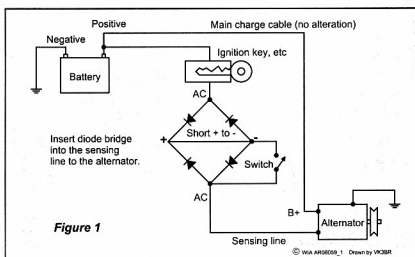 Positive
Main charge cable (no alteration)
Negative
Ignition key, etc
Battery
AC
Insert diode bridge
into the sensing
line to the alternator.
+ Short + to - -
Switch
AC
B+
Alternator
Figure 1
Sensing line
© WIA AR08059_1 Drawn by VK3BR